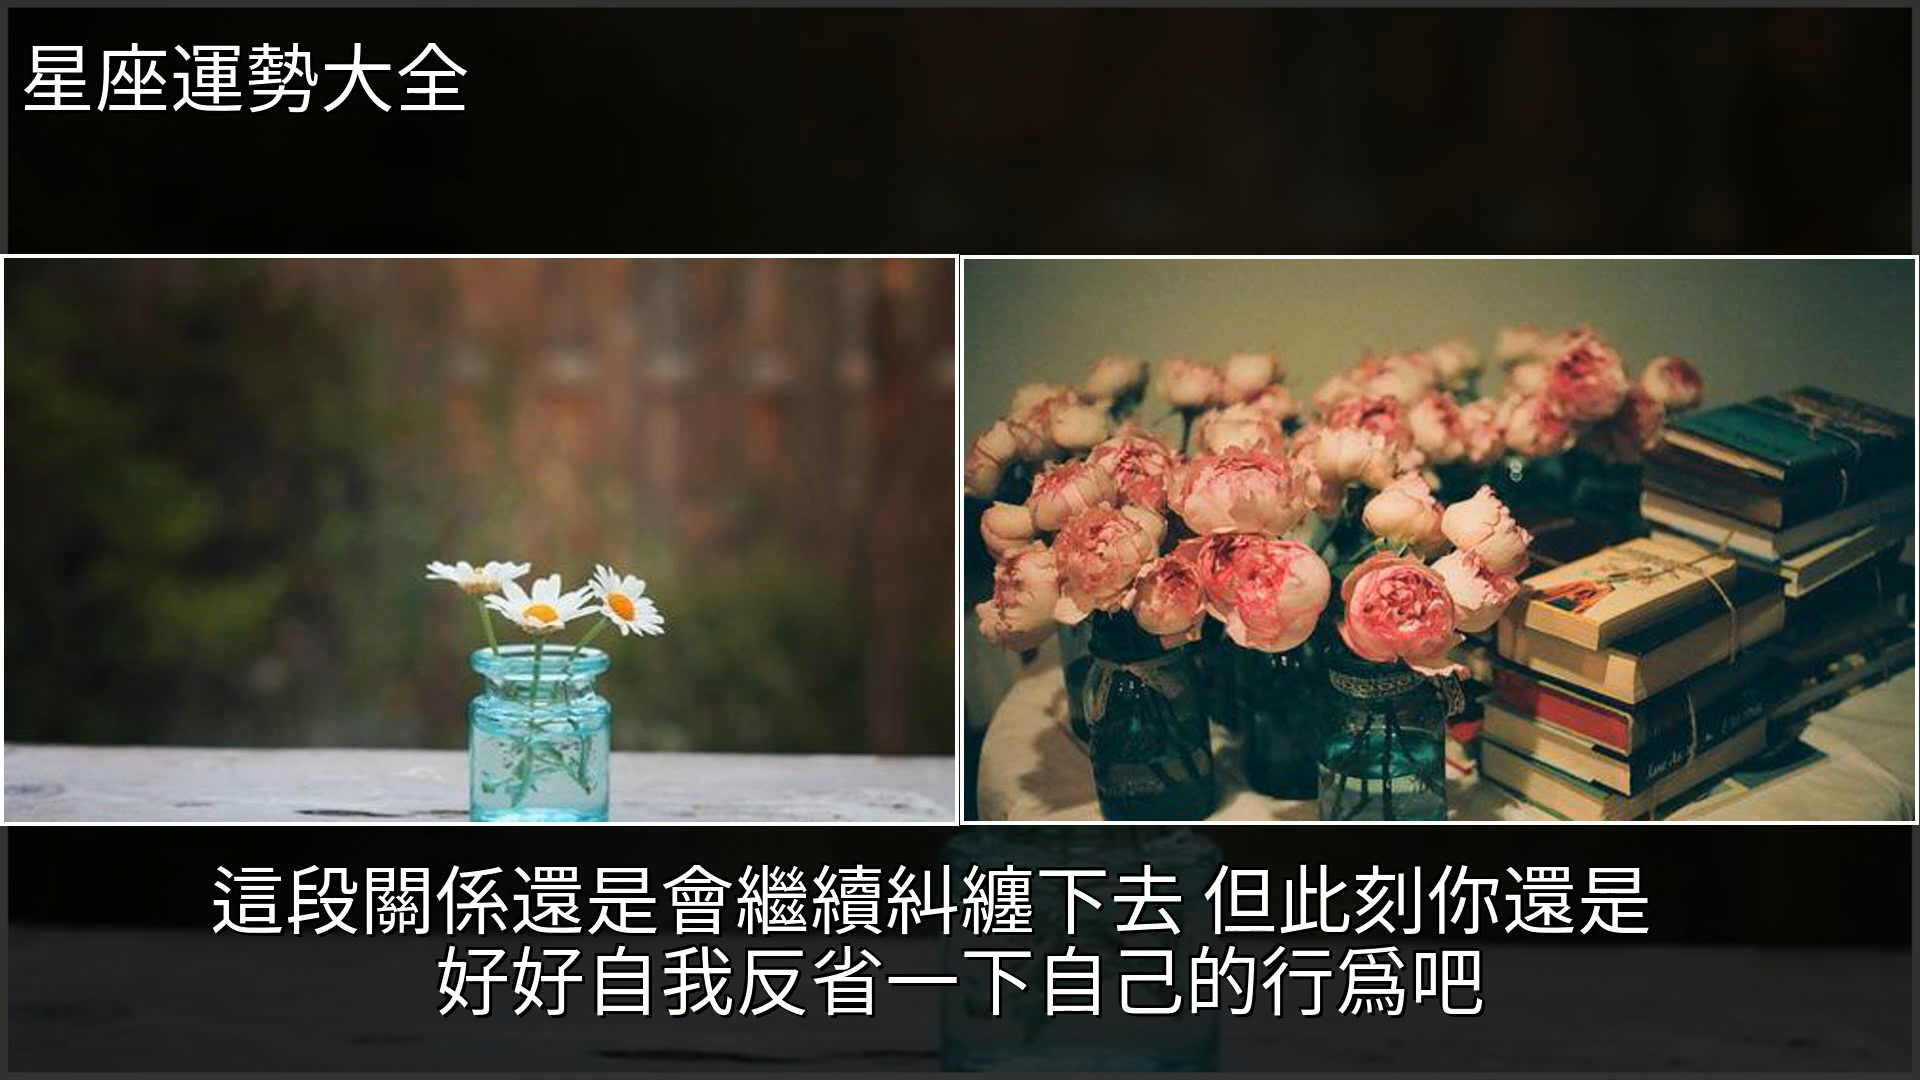 星座運勢大全
這段關係還是會繼續糾纏下去 但此刻你還是
好好自我反省一下自己的行爲吧